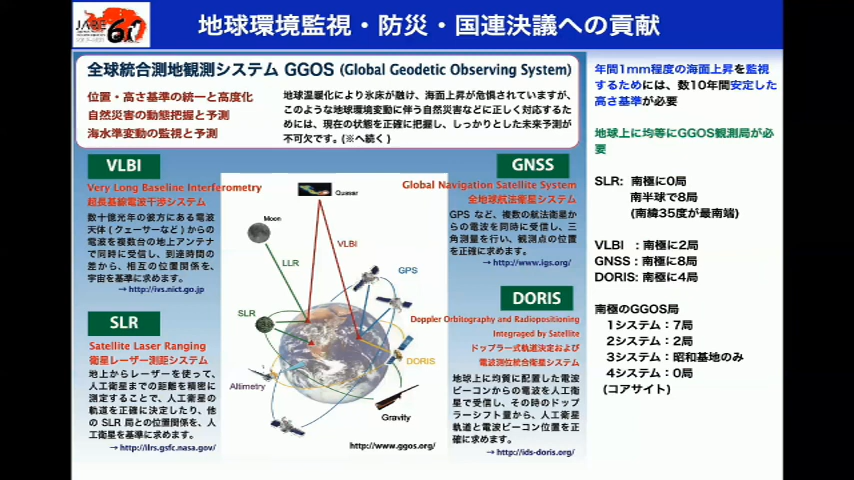 JARE 60
地球環境監視・防災・国連決議への貢献
全球統合測地観測システム GGOS (Global Geodetic Observing System)
位置・高さ基準の統一と高度化
自然災害の動態把握と予測
海水準変動の監視と予測
地球温暖化により氷床が融け、海面上昇が危惧されていますが、
このような地球環境変動に伴う自然災害などに正しく対応するた
めには、現在の状態を正確に把握し、しっかりとした未来予測が
不可欠です。(※へ続く)
VLBI
Very Long Baseline Interferometry
超長基線電波干渉システム
数十億光年の彼方にある電波
天体(クェーサーなど)からの
電波を複数台の地上アンテナ
で同時に受信し、到達時間の
差から、相互の位置関係を、
宇宙を基準に求めます。
→ http://ivs.nict.go.jp
SLR
Satellite Laser Ranging
衛星レーザー測距システム
地上からレーザーを使って、
人工衛星までの距離を精密に
測定することで、人工衛星の
軌道を正確に決定したり、他
の SLR 局との位置関係を、人
工衛星を基準に求めます。
→ http://ilrs.gsfc.nasa.gov/
Quasar
Moon
VLBI
LLR
GPS
SLR
DORIS
Altimetry
Gravity
http://www.ggos.org/
GNSS
Global Navigation Satellite System
全地球航法衛星システム
GPS など、複数の航法衛星か
らの電波を同時に受信し、三
角測量を行い、観測点の位置
を正確に求めます。
→ http://www.igs.org/
DORIS
Doppler Orbitography and Radiopositioning
Integraged by Satellite
ドップラー式軌道決定および
電波測位統合衛星システム
地球上に均質に配置した電波
ビーコンからの電波を人工衛
星で受信し、その時のドップ
ラーシフト量から、人工衛星
軌道と電波ビーコン位置を正
確に求めます。
→ http://ids-doris.org/
年間1mm程度の海面上昇を監視
するためには、数10年間安定した
高さ基準が必要
地球上に均等にGGOS観測局が必
要
SLR: 南極に0局
南半球で8局
(南緯35度が最南端)
VLBI :南極に2局
GNSS:南極に8局
DORIS: 南極に4局
南極のGGOS局
1システム:7局
2システム:2局
3システム:昭和基地のみ
4システム:0局
(コアサイト)